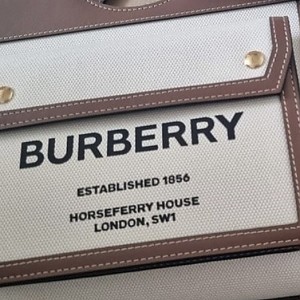 BURBERRY
ESTABLISHED 1856
HORSEFERRY HOUSE
LONDON, SW1